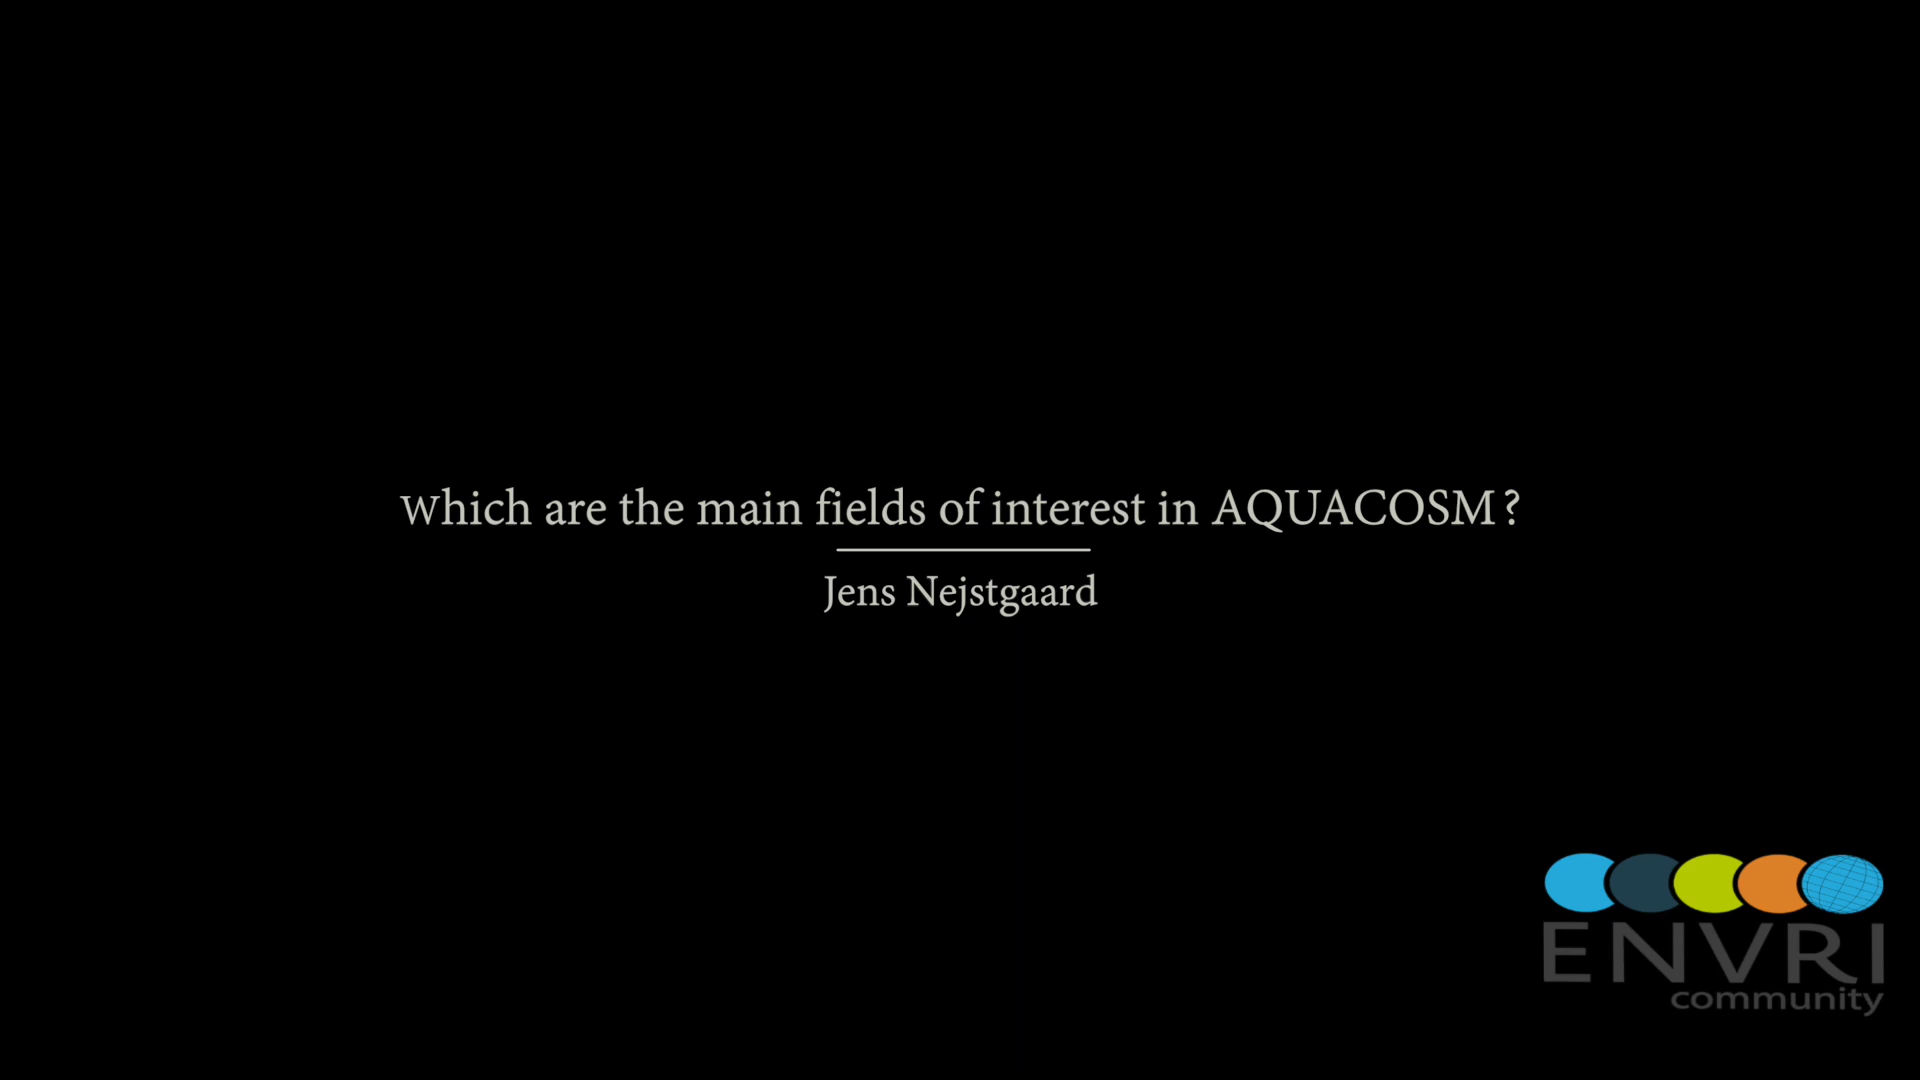 Which are the main fields of interest in AQUACOSM?
Jens Nejstgaard
ENVRI
community